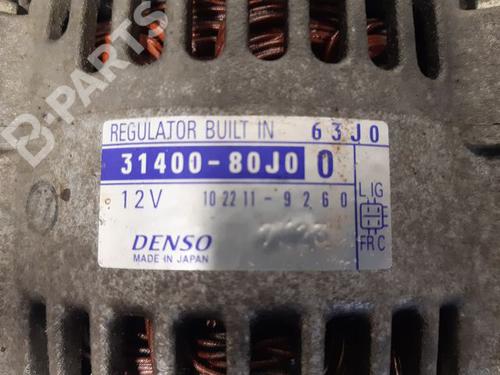 B-PARTS
REGULATOR BUILT IN 63J0
31400-80J0 0
12V 102211-9260
L IG
DENSO
FR C
MADE IN JAPAN